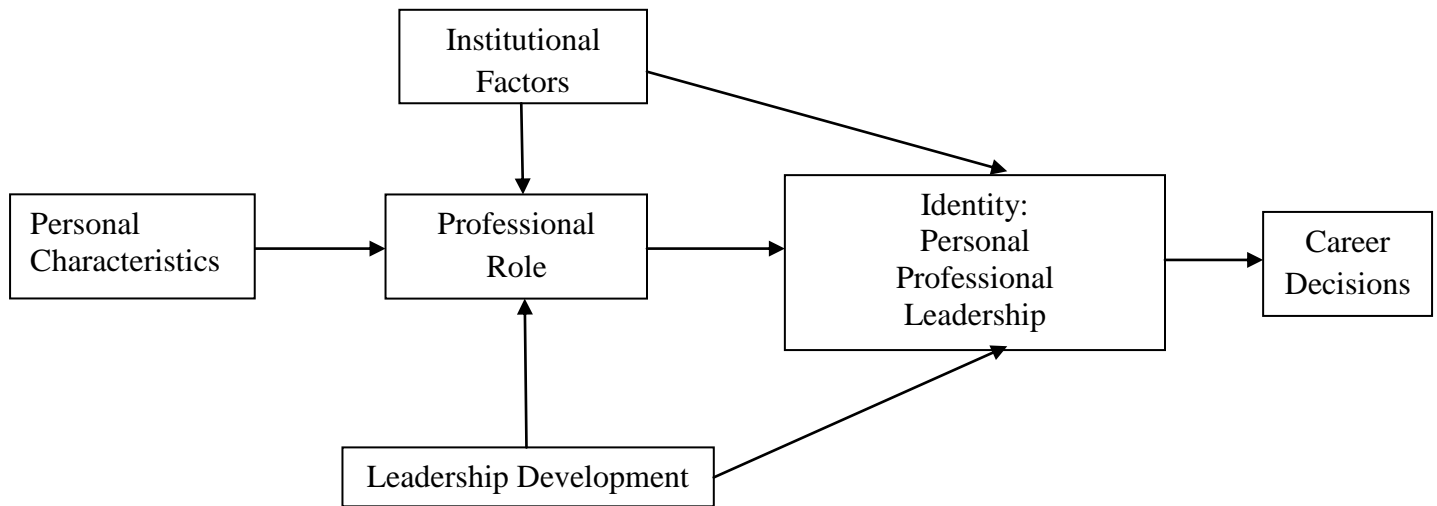 Institutional
Factors
Personal
Characteristics
Professional
Role
Identity:
Personal
Professional
Leadership
Career
Decisions
Leadership Development